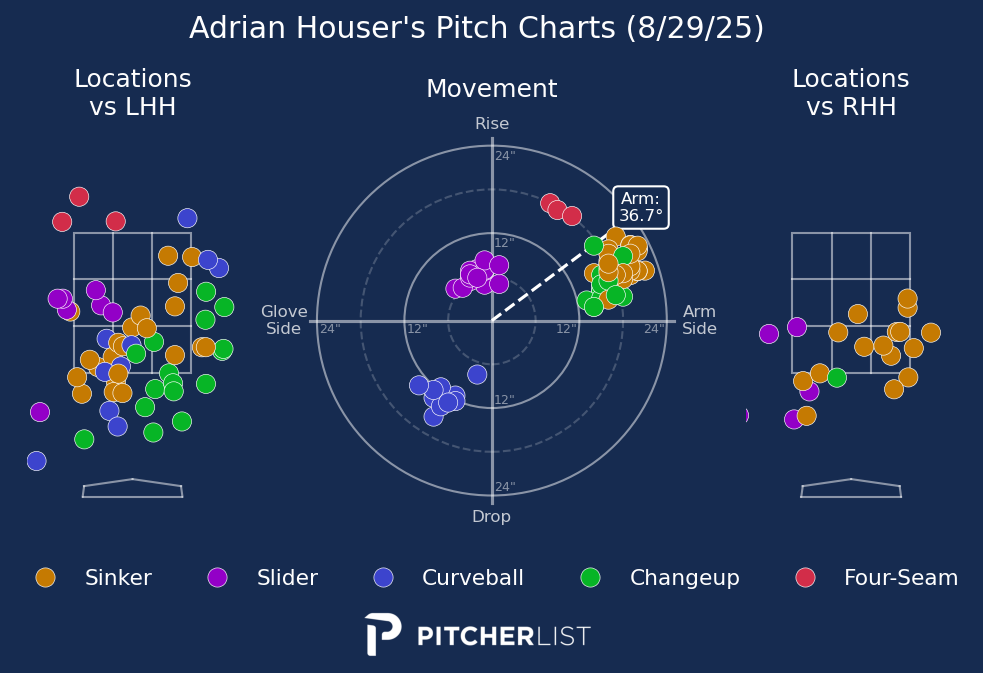 Adrian Houser's Pitch Charts (8/29/25)
Locations
vs LHH
Movement
Locations
vs RHH
Rise
24"
Arm:
36.7°
12"
Glove
Side
24"
12"
12"
24"
Arm
Side
12"
24"
Drop
Sinker
Slider
Curveball
Changeup
Four-Seam
PITCHERLIST